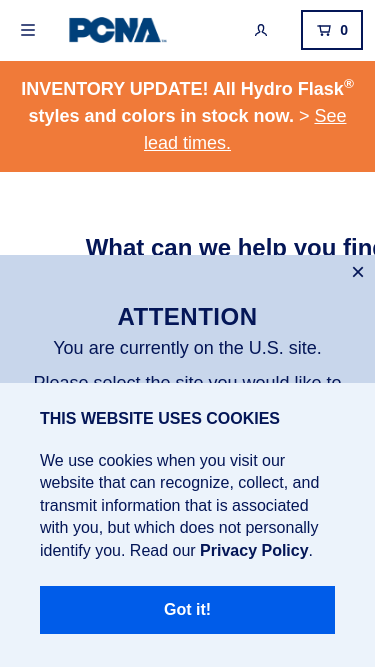 PCNA
0
INVENTORY UPDATE! All Hydro Flask®
styles and colors in stock now. > See
lead times.
What can we help you find
ATTENTION
You are currently on the U.S. site.
Please select the site you would like to
THIS WEBSITE USES COOKIES
We use cookies when you visit our
website that can recognize, collect, and
transmit information that is associated
with you, but which does not personally
identify you. Read our Privacy Policy.
Got it!